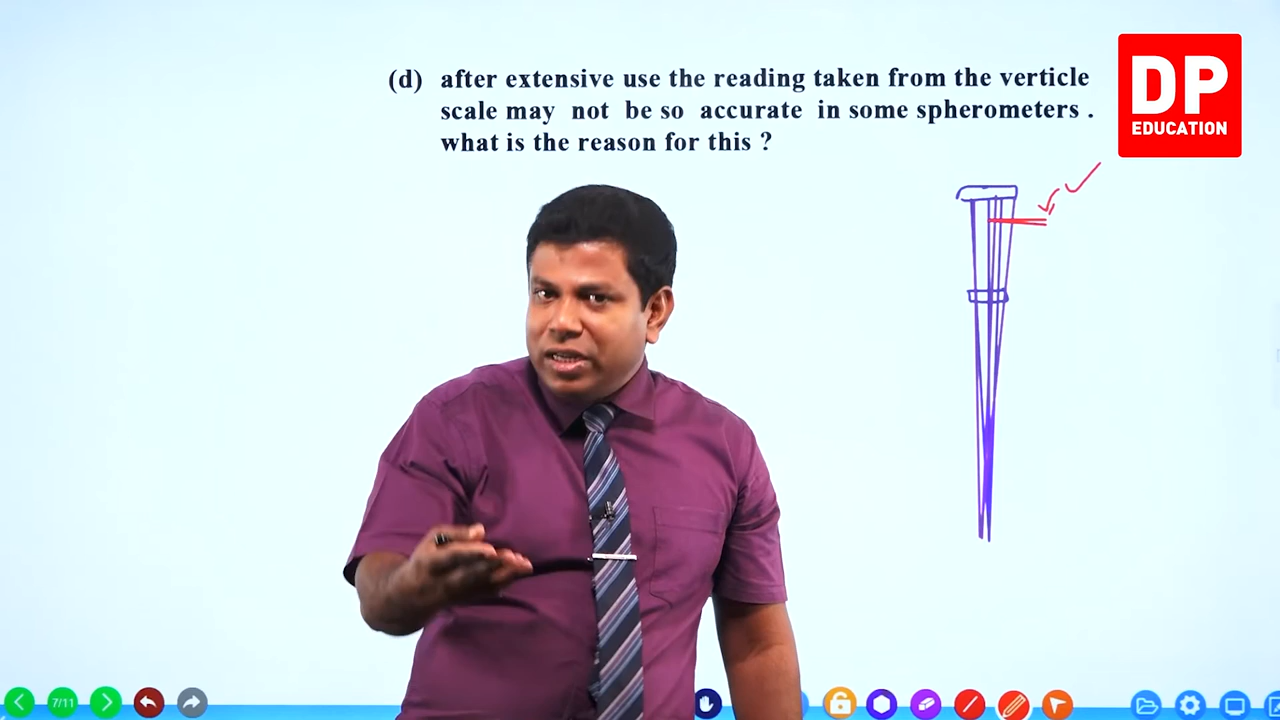 (d) after extensive use the reading taken from the verticle
scale may not be so accurate in some spherometers .
what is the reason for this ?
DP
EDUCATION
7/11